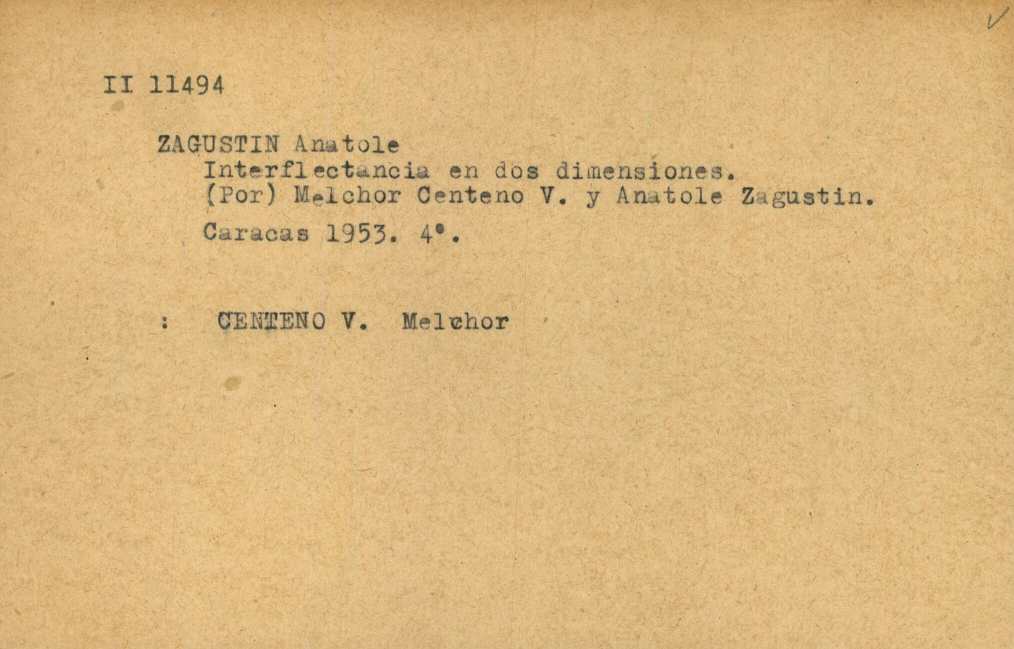 II 11494
ZAGUSTIN Anatole
Interflectancia en dos dimensiones.
(Por) Melchor Centeno V. y Anatole Zagustin.
Caracas 1953. 4°.
: CENTENO V. Melchor